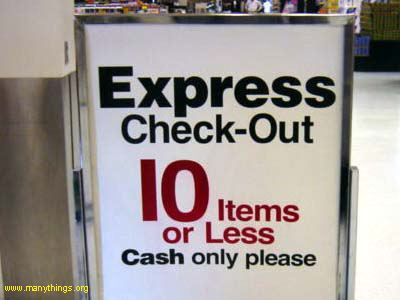 Express
Check-Out
10 Items
or Less
Cash only please
www.manythings.org